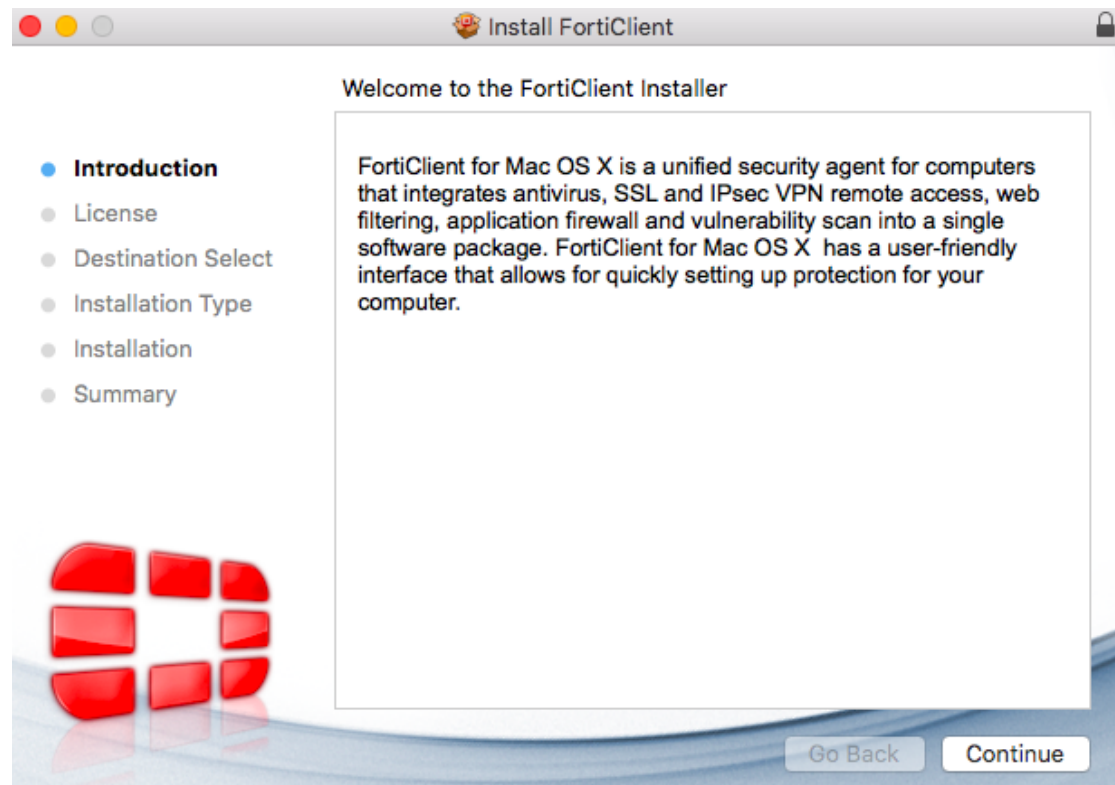 Install FortiClient
Welcome to the FortiClient Installer
Introduction
License
Destination Select
Installation Type
Installation
Summary
FortiClient for Mac OS X is a unified security agent for computers
that integrates antivirus, SSL and IPsec VPN remote access, web
filtering, application firewall and vulnerability scan into a single
software package. FortiClient for Mac OS X  has a user-friendly
interface that allows for quickly setting up protection for your
computer.
Go Back
Continue